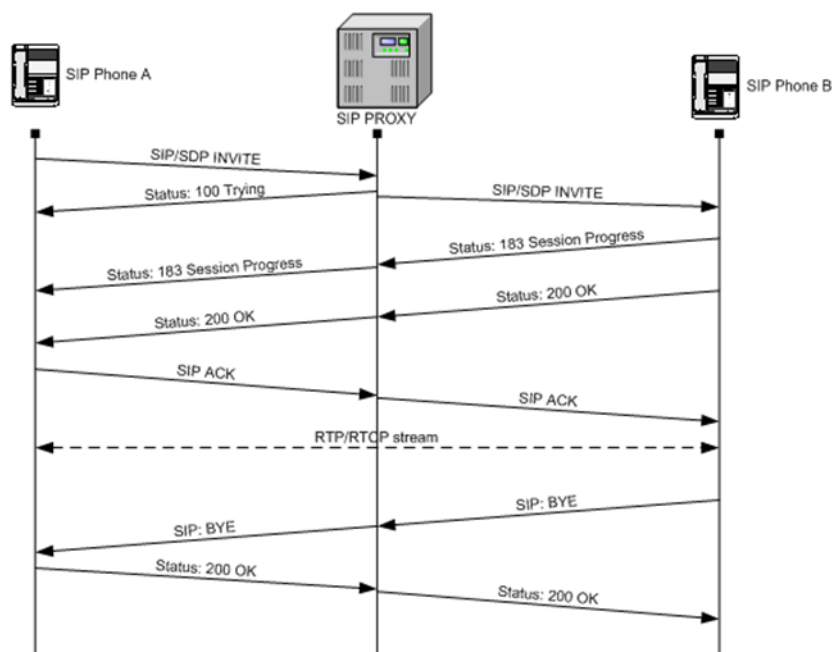 SIP Phone A
SIP PROXY
SIP Phone B
SIP/SDP INVITE
Status: 100 Trying
SIP/SDP INVITE
Status: 183 Session Progress
Status: 183 Session Progress
Status: 200 OK
Status: 200 OK
SIP ACK
SIP ACK
RTP/RTCP stream
SIP: BYE
SIP: BYE
Status: 200 OK
Status: 200 OK